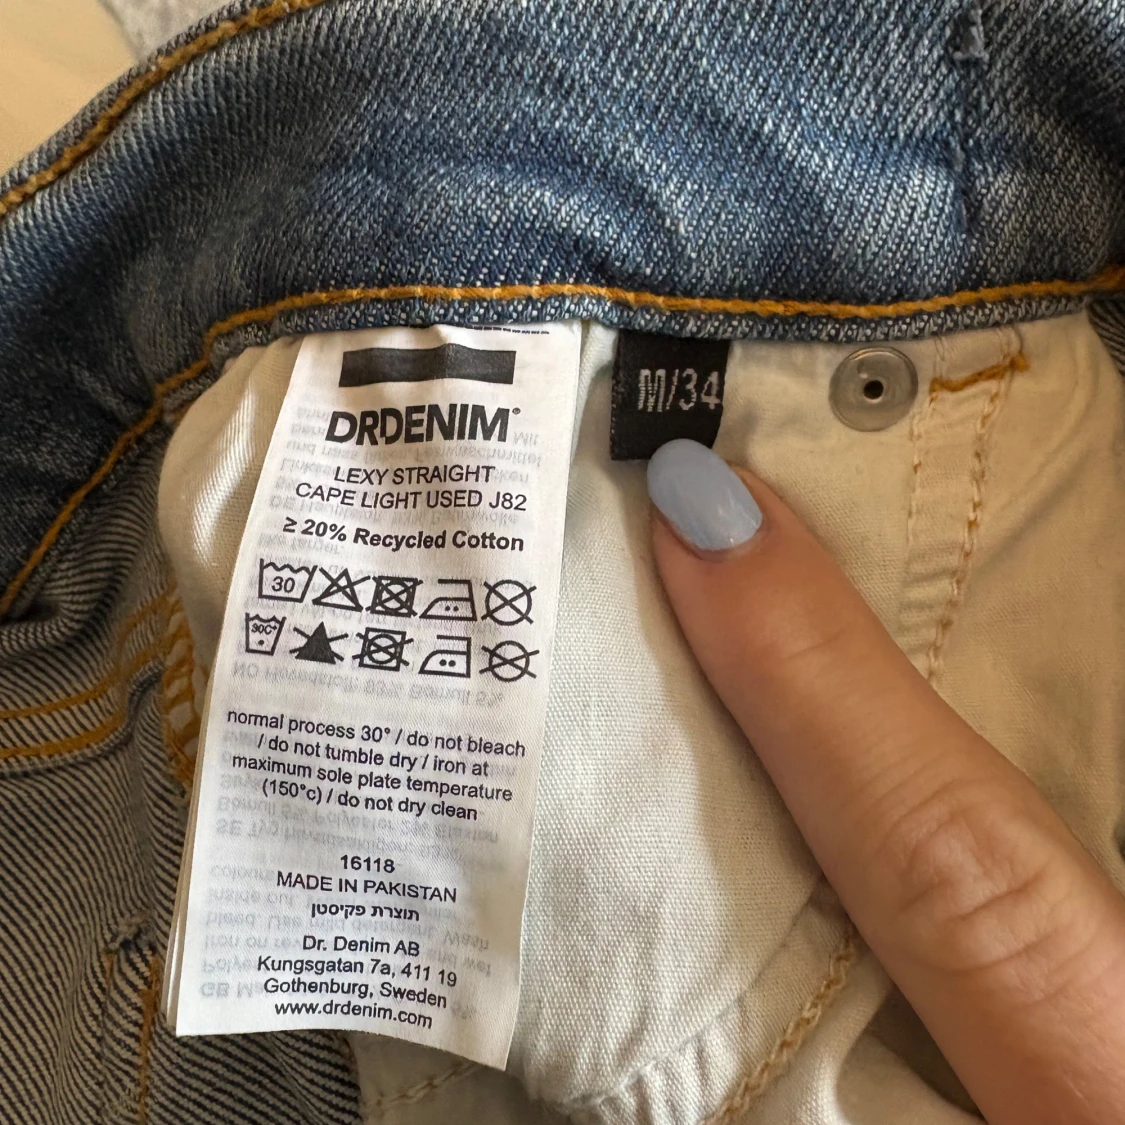 DRDENIM®
LEXY STRAIGHT
CAPE LIGHT USED J82
≥ 20% Recycled Cotton
30
30C°
normal process 30° / do not bleach
/ do not tumble dry / iron at
maximum sole plate temperature
(150°c) / do not dry clean
16118
MADE IN PAKISTAN
תוצרת פקיסטן
Dr. Denim AB
Kungsgatan 7a, 411 19
Gothenburg, Sweden
www.drdenim.com
M/34